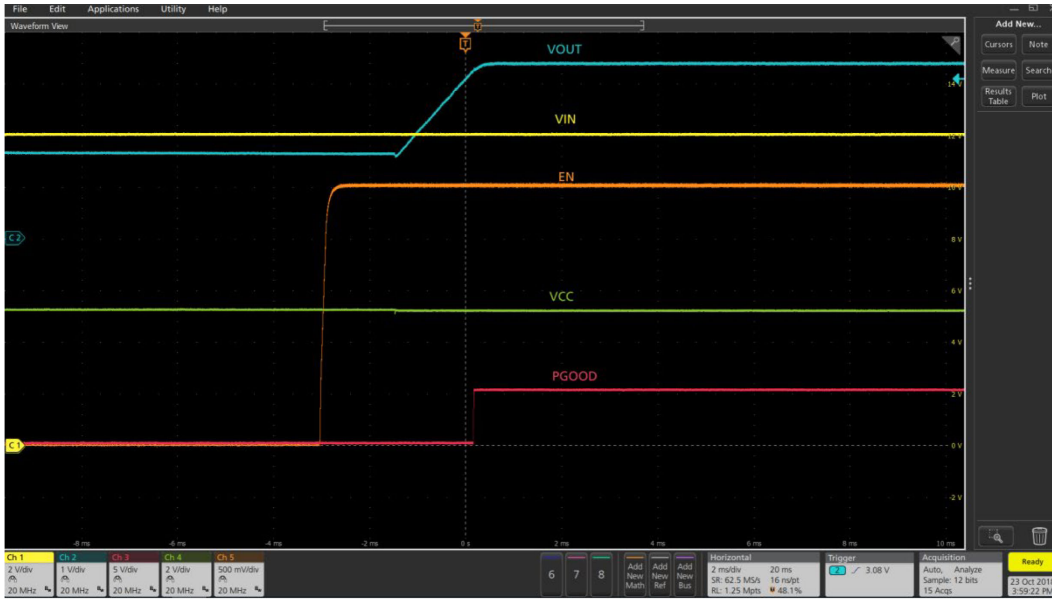 File Edit Applications Utility Help
Waveform View
Add New...
Cursors Note
Measure Search
Results Table Plot
T
T
VOUT
14 V
VIN
12 V
EN
10 V
C 2
8 V
6 V
VCC
4 V
PGOOD
2 V
C 1
0 V
-2 V
-8 ms -6 ms -4 ms -2 ms 0 s 2 ms 4 ms 6 ms 8 ms 10 ms
Ch 1
2 V/div
20 MHz
Ch 2
1 V/div
20 MHz
Ch 3
5 V/div
20 MHz
Ch 4
2 V/div
20 MHz
Ch 5
500 mV/div
20 MHz
6 7 8
Add New Math
Add New Ref
Add New Bus
Horizontal
2 ms/div 20 ms
SR: 62.5 MS/s 16 ns/pt
RL: 1.25 Mpts 48.1%
Trigger
2 3.08 V
Acquisition
Auto, Analyze
Sample: 12 bits
15 Acqs
Ready
3:59:22 PM